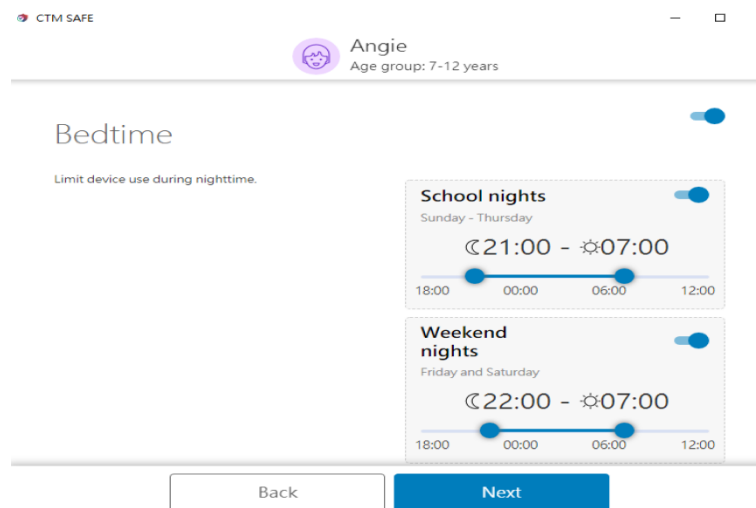 CTM SAFE
Angie
Age group: 7-12 years
Bedtime
Limit device use during nighttime.
School nights
Sunday - Thursday
21:00 - 07:00
18:00 00:00 06:00 12:00
Weekend
nights
Friday and Saturday
22:00 - 07:00
18:00 00:00 06:00 12:00
Back Next